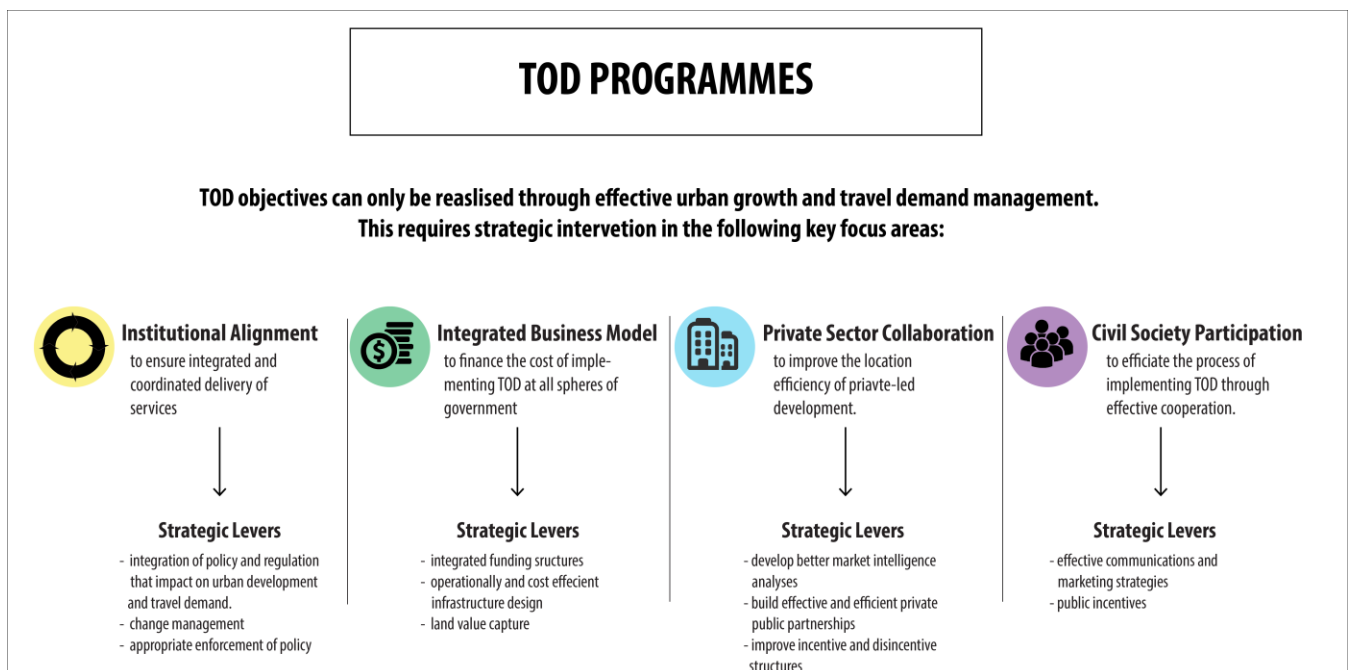 TOD PROGRAMMES
TOD objectives can only be reaslised through effective urban growth and travel demand management.
This requires strategic intervetion in the following key focus areas:
Institutional Alignment
to ensure integrated and
coordinated delivery of
services
Strategic Levers
- integration of policy and regulation
that impact on urban development
and travel demand.
- change management
- appropriate enforcement of policy
Integrated Business Model
to finance the cost of imple-
menting TOD at all spheres of
government
Strategic Levers
- integrated funding sructures
- operationally and cost effecient
infrastructure design
- land value capture
Private Sector Collaboration
to improve the location
efficiency of priavte-led
development.
Strategic Levers
- develop better market intelligence
analyses
- build effective and efficient private
public partnerships
- improve incentive and disincentive
structures
Civil Society Participation
to efficiate the process of
implementing TOD through
effective cooperation.
Strategic Levers
- effective communications and
marketing strategies
- public incentives